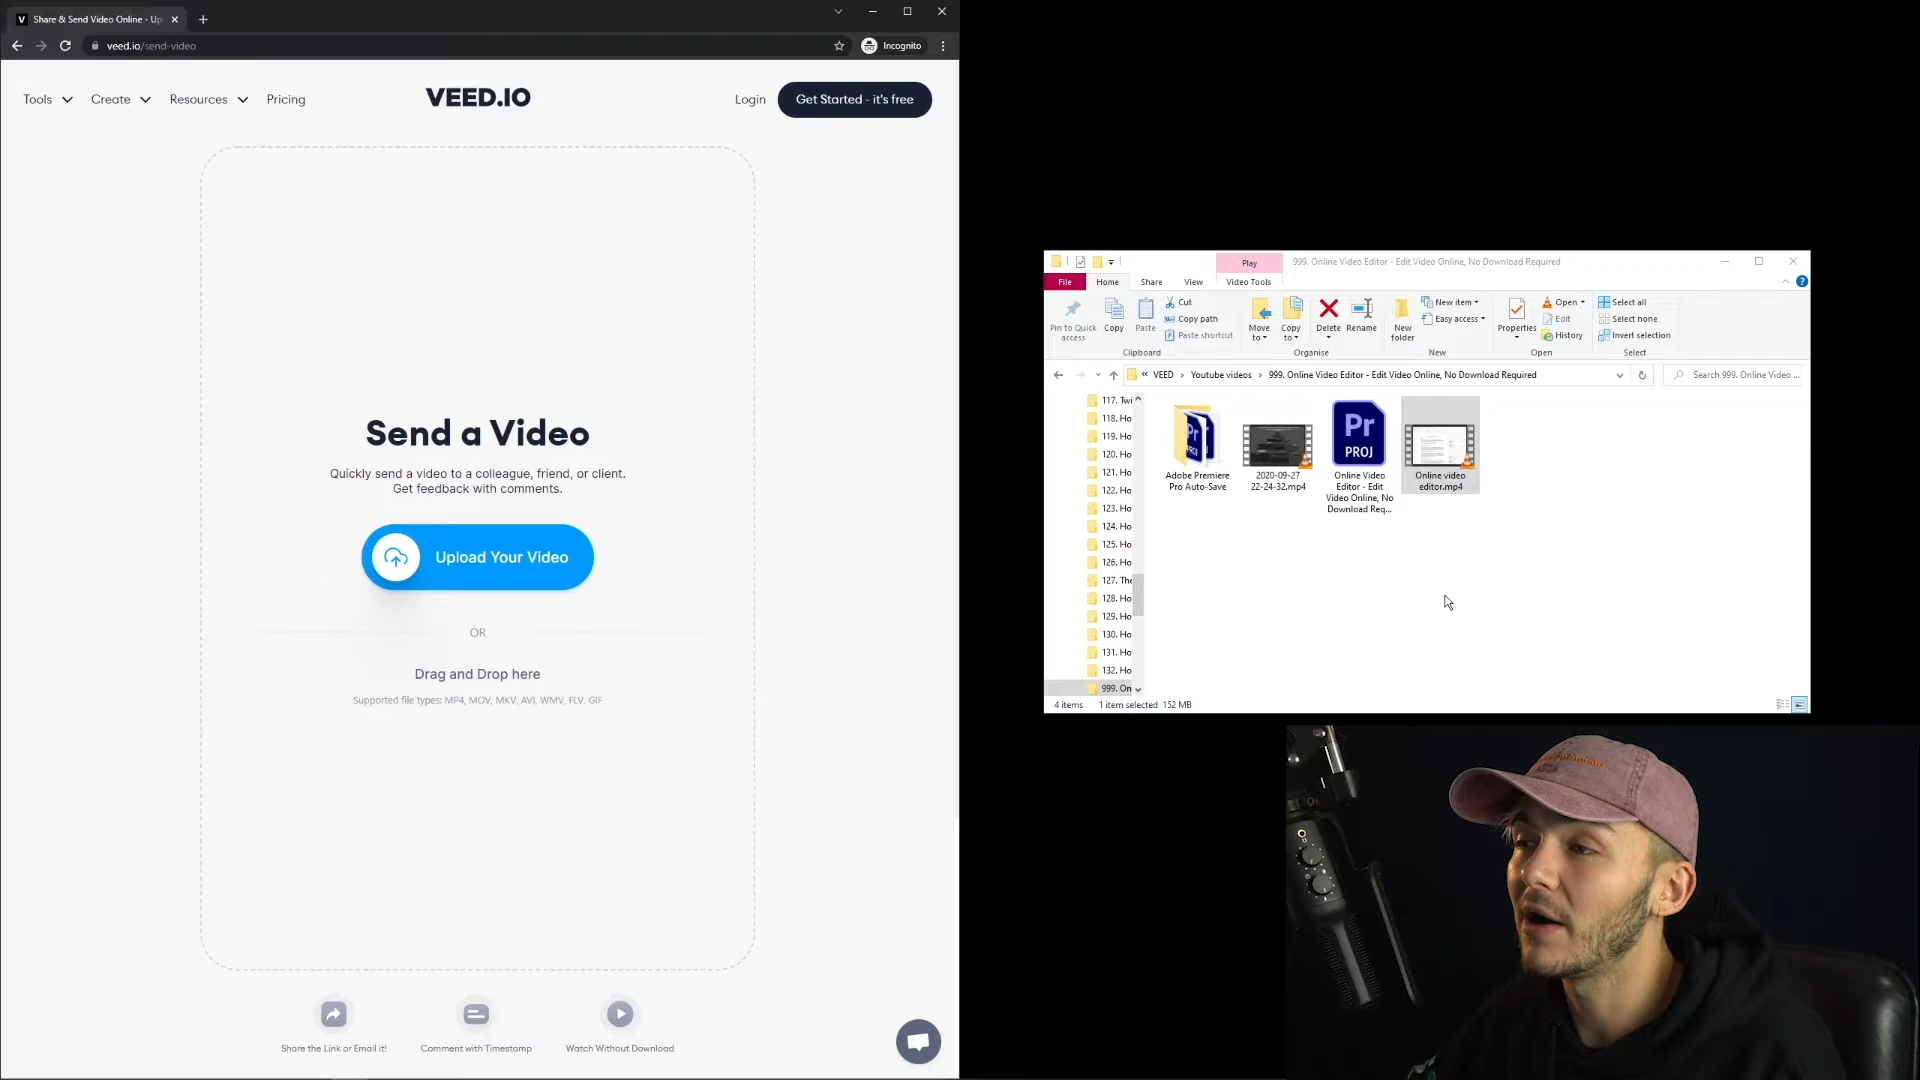 Share & Send Video Online - Up
veed.io/send-video
Incognito
Tools
Create
Resources
Pricing
VEED.IO
Login
Get Started - it's free
Send a Video
Quickly send a video to a colleague, friend, or client.
Get feedback with comments.
Upload Your Video
OR
Drag and Drop here
Supported file types: MP4, MOV, MKV, AVI, WMV, FLV, GIF
Share the Link or Email it!
Comment with Timestamp
Watch Without Download
Play
999. Online Video Editor - Edit Video Online, No Download Required
File
Home
Share
View
Video Tools
Pin to Quick
access
Copy
Paste
Cut
Copy path
Paste shortcut
Clipboard
Move
to
Copy
to
Delete
Rename
Organise
New
folder
New item
Easy access
New
Properties
Open
Edit
History
Open
Select all
Select none
Invert selection
Select
« VEED › Youtube videos › 999. Online Video Editor - Edit Video Online, No Download Required
Search 999. Online Video ...
117. Twi
118. Ho
119. Ho
120. Ho
121. Ho
122. Ho
123. Ho
124. Ho
125. Ho
126. Ho
127. The
128. Ho
129. Ho
130. Ho
131. Ho
132. Ho
999. On
Adobe Premiere
Pro Auto-Save
2020-09-27
22-24-32.mp4
Pr
PROJ
Online Video
Editor - Edit
Video Online, No
Download Req...
Online video
editor.mp4
4 items
1 item selected 152 MB